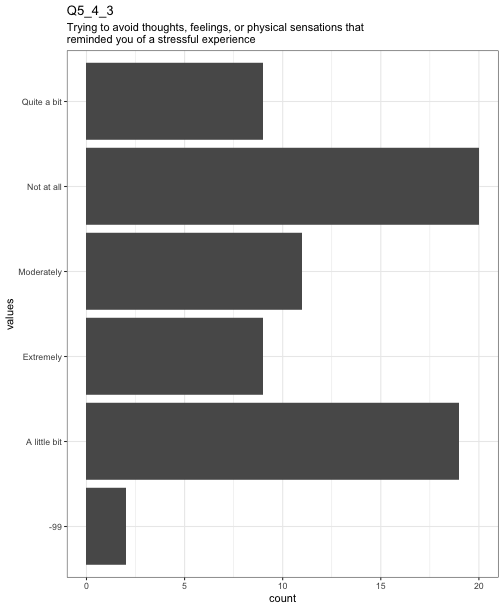 Q5_4_3
Trying to avoid thoughts, feelings, or physical sensations that
reminded you of a stressful experience
Quite a bit
Not at all
Moderately
Extremely
A little bit
-99
values
0 5 10 15 20
count